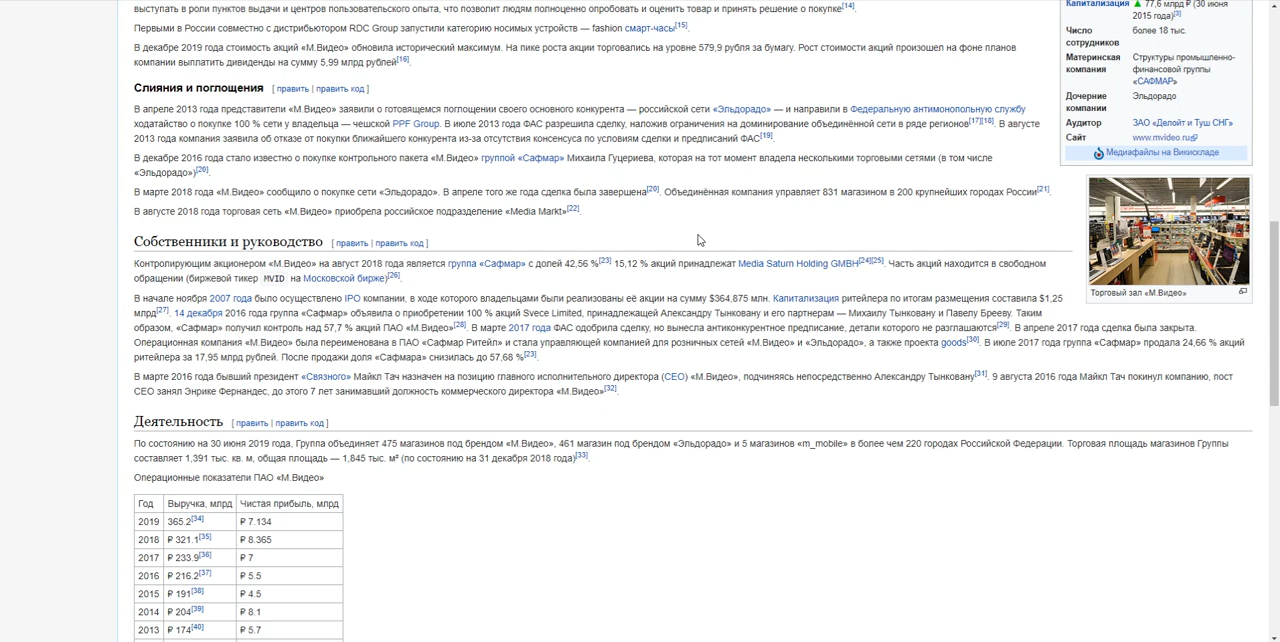 выступать в роли пунктов выдачи и центров пользовательского опыта, что позволит людям полноценно опробовать и оценить товар и принять решение о покупке[14].
Первыми в России совместно с дистрибьютором RDC Group запустили категорию носимых устройств — fashion смарт-часы[15].
В декабре 2019 года стоимость акций «М.Видео» обновила исторический максимум. На пике роста акции торговались на уровне 579,9 рубля за бумагу. Рост стоимости акций произошел на фоне планов
компании выплатить дивиденды на сумму 5,99 млрд рублей[16].
Слияния и поглощения [ править | править код ]
В апреле 2013 года представители «М.Видео» заявили о готовящемся поглощении своего основного конкурента — российской сети «Эльдорадо» — и направили в Федеральную антимонопольную службу
ходатайство о покупке 100 % сети у владельца — чешской PPF Group. В июле 2013 года ФАС разрешила сделку, наложив ограничения на доминирование объединённой сети в ряде регионов[17][18]. В августе
2013 года компания заявила об отказе от покупки ближайшего конкурента из-за отсутствия консенсуса по условиям сделки и предписаний ФАС[19].
В декабре 2016 года стало известно о покупке контрольного пакета «М.Видео» группой «Сафмар» Михаила Гуцериева, которая на тот момент владела несколькими торговыми сетями (в том числе
«Эльдорадо»)[20].
В марте 2018 года «М.Видео» сообщило о покупке сети «Эльдорадо». В апреле того же года сделка была завершена[20]. Объединённая компания управляет 831 магазином в 200 крупнейших городах России[21].
В августе 2018 года торговая сеть «М.Видео» приобрела российское подразделение «Media Markt»[22].
Собственники и руководство [ править | править код ]
Контролирующим акционером «М.Видео» на август 2018 года является группа «Сафмар» с долей 42,56 %[23] 15,12 % акций принадлежат Media Saturn Holding GMBH[24][25]. Часть акций находится в свободном
обращении (биржевой тикер MVID на Московской бирже)[26].
В начале ноября 2007 года было осуществлено IPO компании, в ходе которого владельцами были реализованы её акции на сумму $364,875 млн. Капитализация ритейлера по итогам размещения составила $1,25
млрд[27]. 14 декабря 2016 года группа «Сафмар» объявила о приобретении 100 % акций Svece Limited, принадлежащей Александру Тынковану и его партнерам — Михаилу Тынковану и Павелу Брееву. Таким
образом, «Сафмар» получил контроль над 57,7 % акций ПАО «М.Видео»[28]. В марте 2017 года ФАС одобрила сделку, но вынесла антиконкурентное предписание, детали которого не разглашаются[29]. В апреле 2017 года сделка была закрыта.
Операционная компания «М.Видео» была переименована в ПАО «Сафмар Ритейл» и стала управляющей компанией для розничных сетей «М.Видео» и «Эльдорадо», а также проекта goods[30]. В июле 2017 года группа «Сафмар» продала 24,66 % акций
ритейлера за 17,95 млрд рублей. После продажи доля «Сафмара» снизилась до 57,68 %[23].
В марте 2016 года бывший президент «Связного» Майкл Тач назначен на позицию главного исполнительного директора (CEO) «М.Видео», подчиняясь непосредственно Александру Тынковану[31]. 9 августа 2016 года Майкл Тач покинул компанию, пост
CEO занял Энрике Фернандес, до этого 7 лет занимавший должность коммерческого директора «М.Видео»[32].
Деятельность [ править | править код ]
По состоянию на 30 июня 2019 года, Группа объединяет 475 магазинов под брендом «М.Видео», 461 магазин под брендом «Эльдорадо» и 5 магазинов «m_mobile» в более чем 220 городах Российской Федерации. Торговая площадь магазинов Группы
составляет 1,391 тыс. кв. м, общая площадь — 1,845 тыс. м² (по состоянию на 31 декабря 2018 года)[33].
Операционные показатели ПАО «М.Видео»
Год Выручка, млрд Чистая прибыль, млрд
2019 365.2[34] ₽ 7.134
2018 ₽ 321.1[35] ₽ 8.365
2017 ₽ 233.9[36] ₽ 7
2016 ₽ 216.2[37] ₽ 5.5
2015 ₽ 191[38] ₽ 4.5
2014 ₽ 204[39] ₽ 8.1
2013 ₽ 174[40] ₽ 5.7
Капитализация ▲ 77,6 млрд ₽ (30 июня
2015 года)[3]
Число
сотрудников
более 18 тыс.
Материнская
компания
Структуры промышленно-
финансовой группы
«САФМАР»
Дочерние
компании
Эльдорадо
Аудитор ЗАО «Делойт и Туш СНГ»
Сайт www.mvideo.ru
Медиафайлы на Викискладе
Торговый зал «М.Видео»